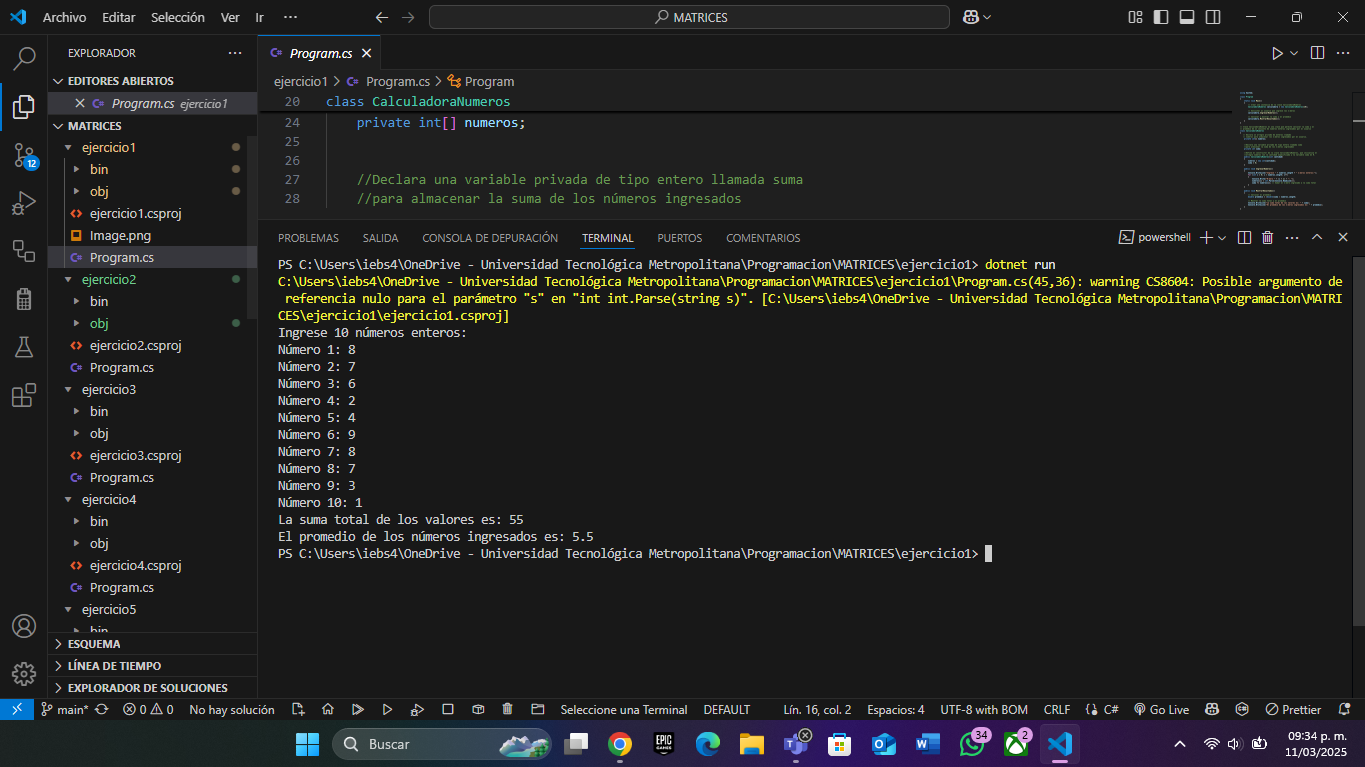 Archivo Editar Selección Ver Ir ··· MATRICES
EXPLORADOR ···
EDITORES ABIERTOS
Program.cs ejercicio1
MATRICES
ejercicio1
bin
obj
ejercicio1.csproj
Image.png
C# Program.cs
ejercicio2
bin
obj
ejercicio2.csproj
C# Program.cs
ejercicio3
bin
obj
ejercicio3.csproj
C# Program.cs
ejercicio4
bin
obj
ejercicio4.csproj
C# Program.cs
ejercicio5
bin
ESQUEMA
LÍNEA DE TIEMPO
EXPLORADOR DE SOLUCIONES
12
C# Program.cs
ejercicio1 > C# Program.cs > Program
20 class CalculadoraNumeros
24 private int[] numeros;
25
26
27 //Declara una variable privada de tipo entero llamada suma
28 //para almacenar la suma de los números ingresados
PROBLEMAS SALIDA CONSOLA DE DEPURACIÓN TERMINAL PUERTOS COMENTARIOS powershell
PS C:\Users\iebs4\OneDrive - Universidad Tecnológica Metropolitana\Programacion\MATRICES\ejercicio1> dotnet run
C:\Users\iebs4\OneDrive - Universidad Tecnológica Metropolitana\Programacion\MATRICES\ejercicio1\Program.cs(45,36): warning CS8604: Posible argumento de
referencia nulo para el parámetro "s" en "int int.Parse(string s)". [C:\Users\iebs4\OneDrive - Universidad Tecnológica Metropolitana\Programacion\MATRI
CES\ejercicio1\ejercicio1.csproj]
Ingrese 10 números enteros:
Número 1: 8
Número 2: 7
Número 3: 6
Número 4: 2
Número 5: 4
Número 6: 9
Número 7: 8
Número 8: 7
Número 9: 3
Número 10: 1
La suma total de los valores es: 55
El promedio de los números ingresados es: 5.5
PS C:\Users\iebs4\OneDrive - Universidad Tecnológica Metropolitana\Programacion\MATRICES\ejercicio1>
main* 0 0 No hay solución Seleccione una Terminal DEFAULT Lín. 16, col. 2 Espacios: 4 UTF-8 with BOM CRLF {} C# Go Live Prettier
Buscar EPIC GAMES 34 2 09:34 p. m.
11/03/2025